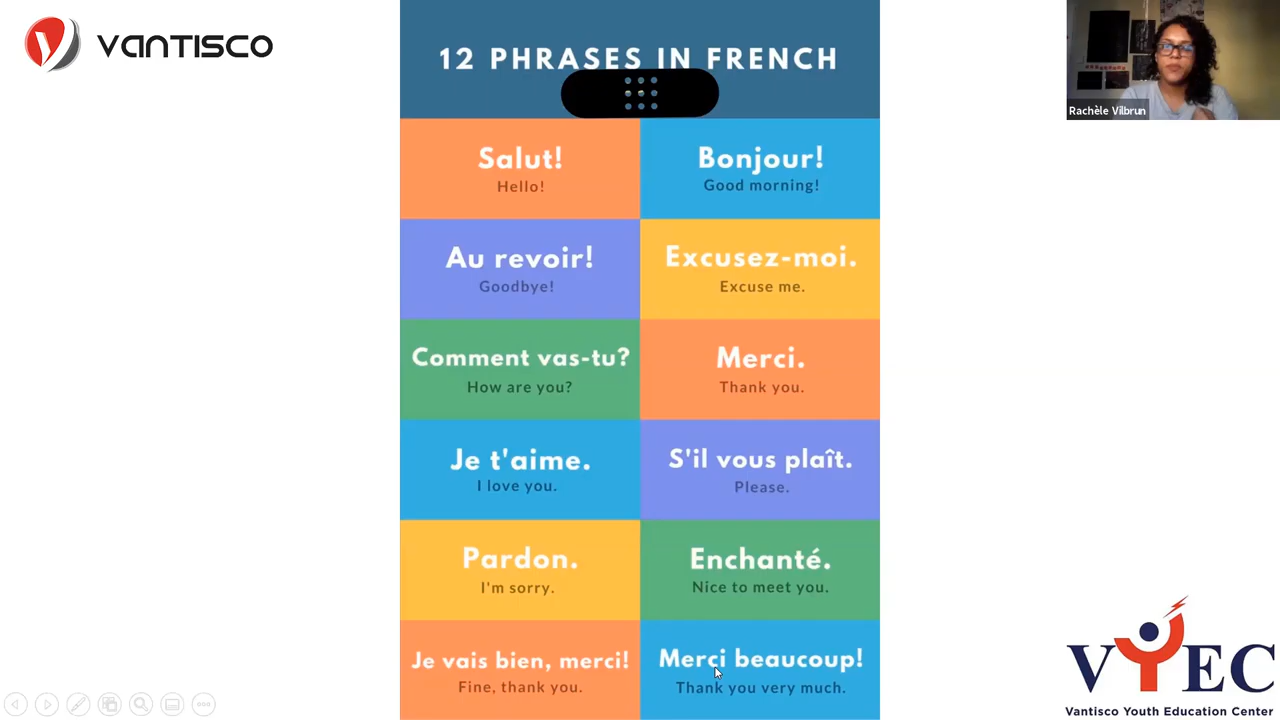 VANTISCO
12 PHRASES IN FRENCH
Rachèle Vilbrun
Salut!
Hello!
Bonjour!
Good morning!
Au revoir!
Goodbye!
Excusez-moi.
Excuse me.
Comment vas-tu?
How are you?
Merci.
Thank you.
Je t'aime.
I love you.
S'il vous plaît.
Please.
Pardon.
I'm sorry.
Enchanté.
Nice to meet you.
Je vais bien, merci!
Fine, thank you.
Merci beaucoup!
Thank you very much.
VYEC
Vantisco Youth Education Center